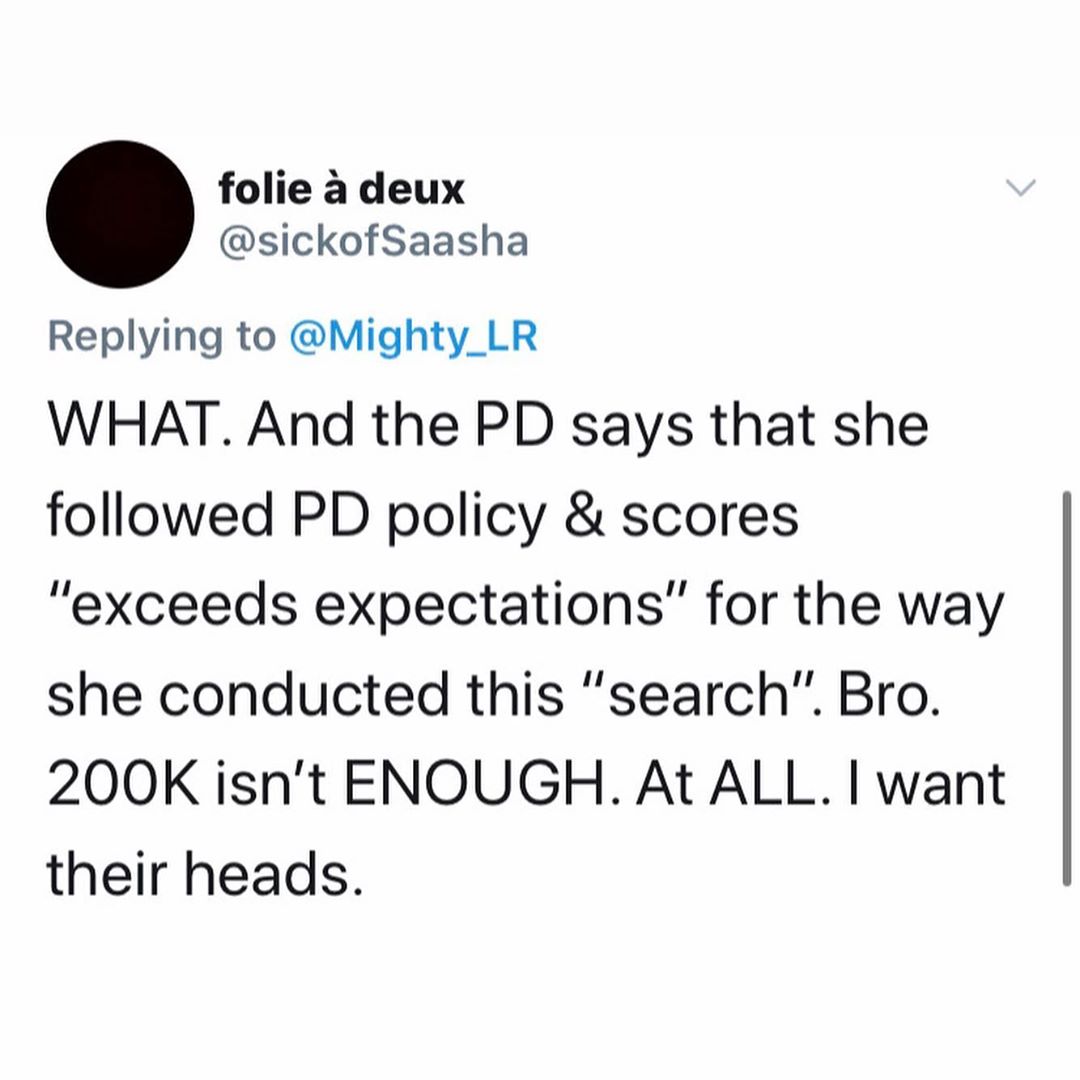 folie à deux
@sickofSaasha
Replying to @Mighty_LR
WHAT. And the PD says that she
followed PD policy & scores
"exceeds expectations" for the way
she conducted this "search". Bro.
200K isn't ENOUGH. At ALL. I want
their heads.